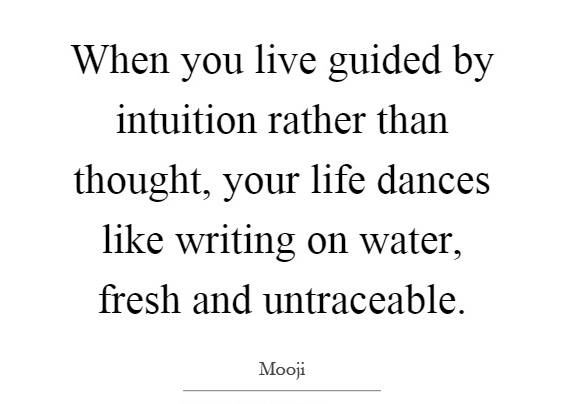 When you live guided by
intuition rather than
thought, your life dances
like writing on water,
fresh and untraceable.
Mooji